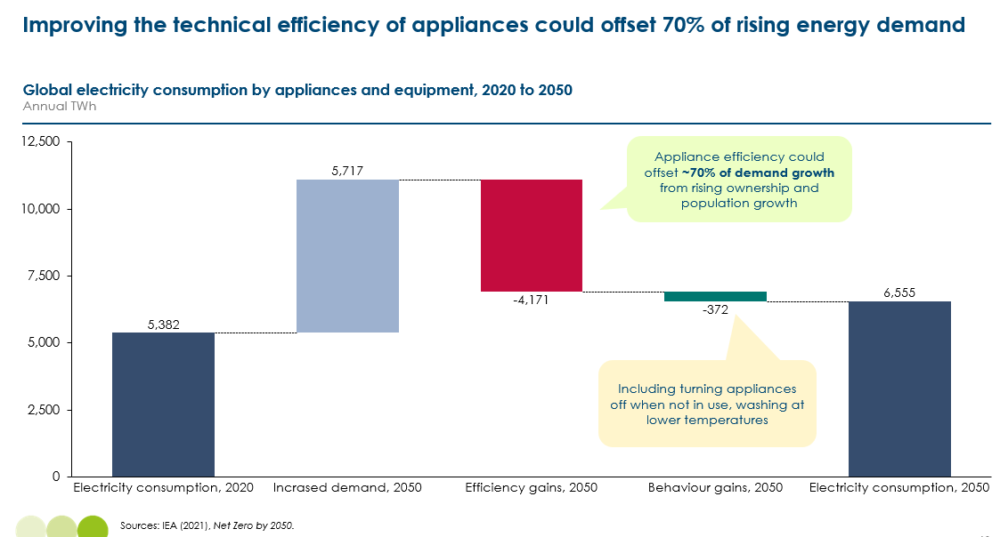 Improving the technical efficiency of appliances could offset 70% of rising energy demand
Global electricity consumption by appliances and equipment, 2020 to 2050
Annual TWh
12,500
10,000
7,500
5,000
2,500
0
5,382
5,717
-4,171
-372
6,555
Appliance efficiency could
offset ~70% of demand growth
from rising ownership and
population growth
Including turning appliances
off when not in use, washing at
lower temperatures
Electricity consumption, 2020
Incrased demand, 2050
Efficiency gains, 2050
Behaviour gains, 2050
Electricity consumption, 2050
Sources: IEA (2021), Net Zero by 2050.